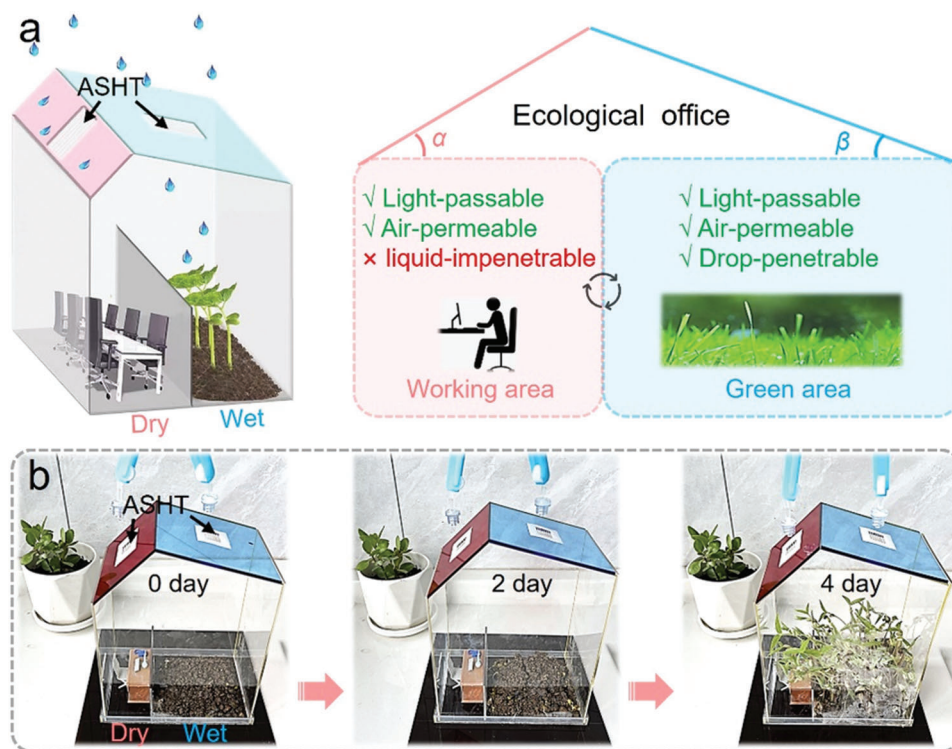 a
ASHT
Dry
Wet
Ecological office
α
β
√ Light-passable
√ Air-permeable
× liquid-impenetrable
Working area
√ Light-passable
√ Air-permeable
√ Drop-penetrable
Green area
b
ASHT
0 day
Dry
Wet
2 day
4 day